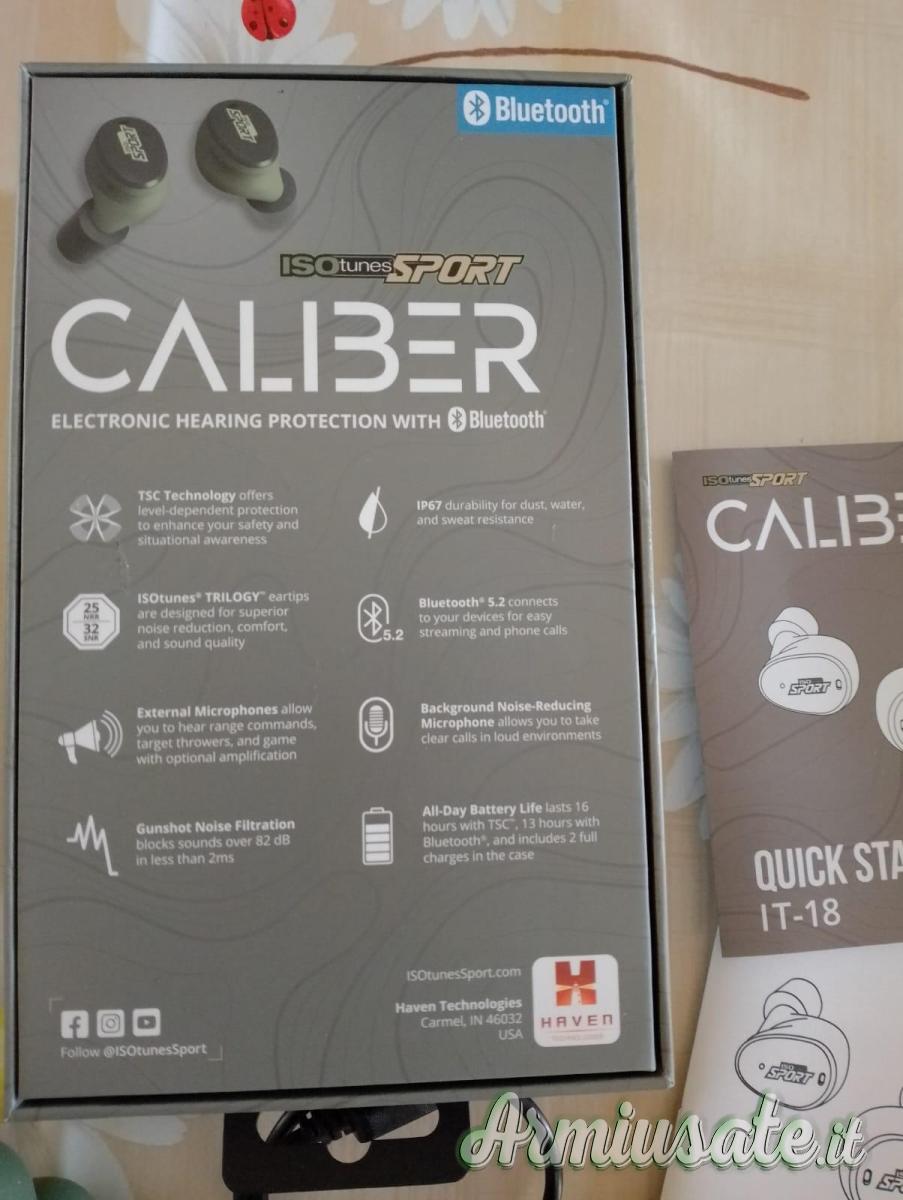 SPORT
SPORT
Bluetooth®
ISOtunes SPORT
CALIBER
ELECTRONIC HEARING PROTECTION WITH Bluetooth®
TSC Technology offers
level-dependent protection
to enhance your safety and
situational awareness
IP67 durability for dust, water,
and sweat resistance
25
NRR
32
SNR
ISOtunes® TRILOGY™ eartips
are designed for superior
noise reduction, comfort,
and sound quality
5.2
Bluetooth® 5.2 connects
to your devices for easy
streaming and phone calls
External Microphones allow
you to hear range commands,
target throwers, and game
with optional amplification
Background Noise-Reducing
Microphone allows you to take
clear calls in loud environments
Gunshot Noise Filtration
blocks sounds over 82 dB
in less than 2ms
All-Day Battery Life lasts 16
hours with TSC™, 13 hours with
Bluetooth®, and includes 2 full
charges in the case
ISOtunesSport.com
Haven Technologies
Carmel, IN 46032
USA
HAVEN
TECHNOLOGIES
Follow @ISOtunesSport
ISOtunes SPORT
CALIBE
ISO
SPORT
QUICK STA
IT-18
ISO
SPORT
Armiusate.it